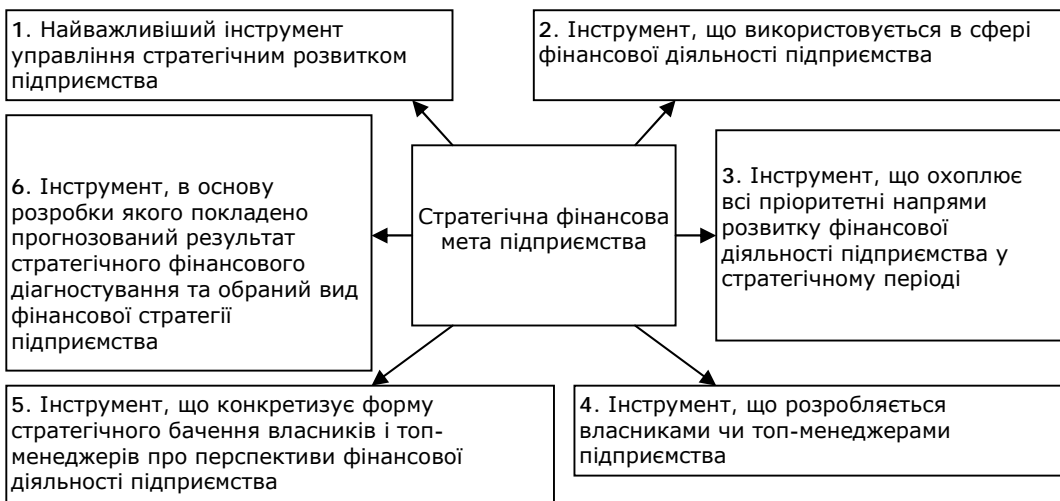 1. Найважливіший інструмент
управління стратегічним розвитком
підприємства
2. Інструмент, що використовується в сфері
фінансової діяльності підприємства
6. Інструмент, в основу
розробки якого покладено
прогнозований результат
стратегічного фінансового
діагностування та обраний вид
фінансової стратегії
підприємства
Стратегічна фінансова
мета підприємства
3. Інструмент, що охоплює
всі пріоритетні напрями
розвитку фінансової
діяльності підприємства у
стратегічному періоді
5. Інструмент, що конкретизує форму
стратегічного бачення власників і топ-
менеджерів про перспективи фінансової
діяльності підприємства
4. Інструмент, що розробляється
власниками чи топ-менеджерами
підприємства